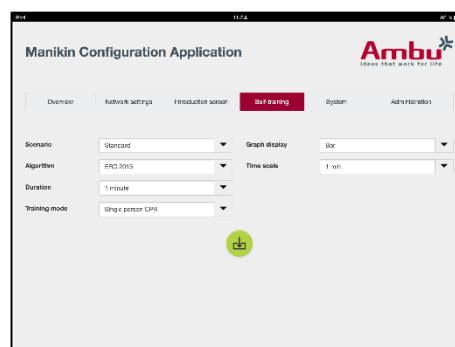 iPad 11:04
Manikin Configuration Application
Ambu
Ideas that work for life
Overview Network settings Introduction screen Self-training System Administration
Scenario Standard Graph display Bar
Algorithm ERC 2015 Time scale 1 min
Duration 1 minute
Training mode Single person CPR